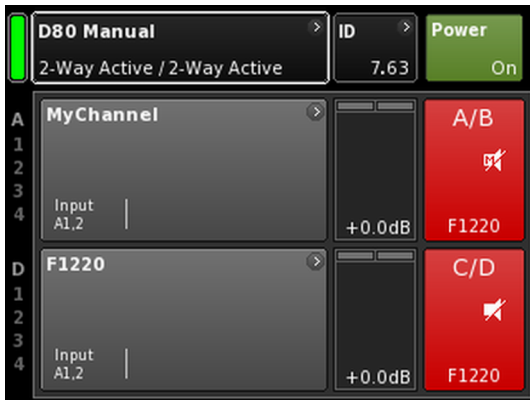 D80 Manual
2-Way Active / 2-Way Active
ID
7.63
Power
On
A
1
2
3
4
MyChannel
Input
A1,2
+0.0dB
A/B
M
F1220
D
1
2
3
4
F1220
Input
A1,2
+0.0dB
C/D
F1220